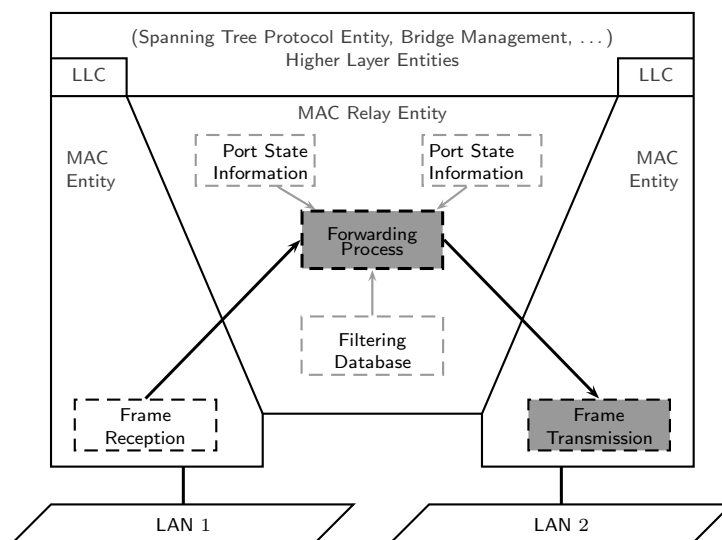 (Spanning Tree Protocol Entity, Bridge Management, ...)
Higher Layer Entities
LLC
LLC
MAC Relay Entity
MAC
Entity
Port State
Information
Port State
Information
MAC
Entity
Forwarding
Process
Filtering
Database
Frame
Reception
Frame
Transmission
LAN 1
LAN 2